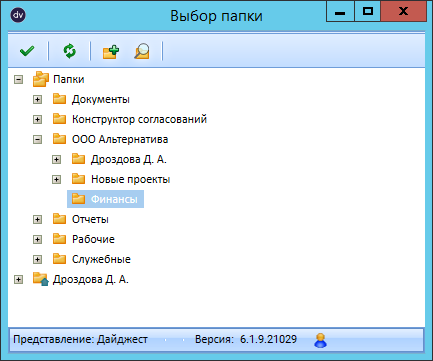 dv Выбор папки
Папки
Документы
Конструктор согласований
ООО Альтернатива
Дроздова Д. А.
Новые проекты
Финансы
Отчеты
Рабочие
Служебные
Дроздова Д. А.
Представление: Дайджест Версия: 6.1.9.21029